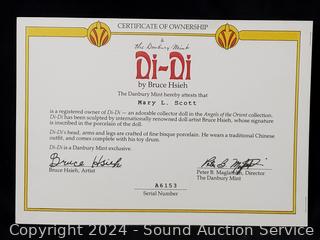 CERTIFICATE OF OWNERSHIP
The Danbury Mint
Di-Di
by Bruce Hsieh
The Danbury Mint hereby attests that
Mary L. Scott
is a registered owner of Di-Di — an adorable collector doll in the Angels of the Orient collection.
Di-Di has been sculpted by internationally renowned doll artist Bruce Hsieh, whose signature
is inscribed in the porcelain of the doll.
Di-Di's head, arms and legs are crafted of fine bisque porcelain. He wears a traditional Chinese
outfit, and comes complete with his toy drum.
Di-Di is a Danbury Mint exclusive.
Bruce Hsieh
Bruce Hsieh, Artist
Peter B. Maglathlin, Director
The Danbury Mint
A6153
Serial Number
Copyright 2024 - Sound Auction Service